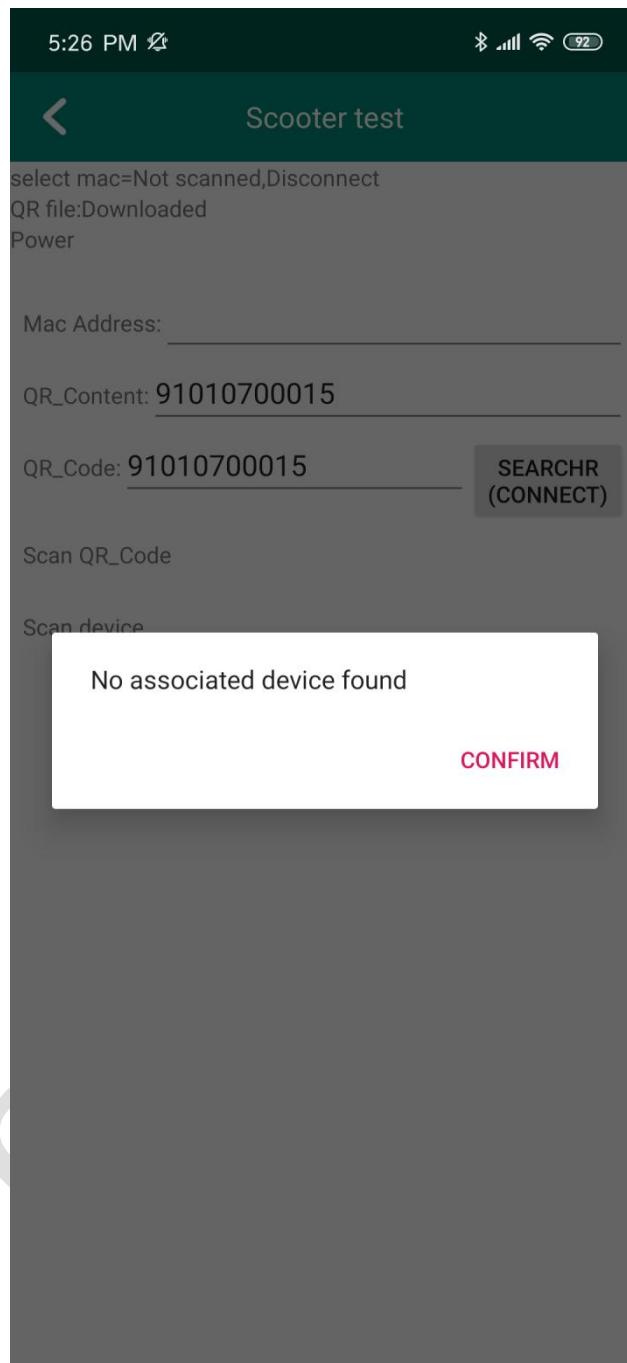 5:26 PM
92
Scooter test
select mac=Not scanned,Disconnect
QR file:Downloaded
Power
Mac Address:
QR_Content: 91010700015
QR_Code: 91010700015
SEARCHR
(CONNECT)
Scan QR_Code
Scan device
No associated device found
CONFIRM